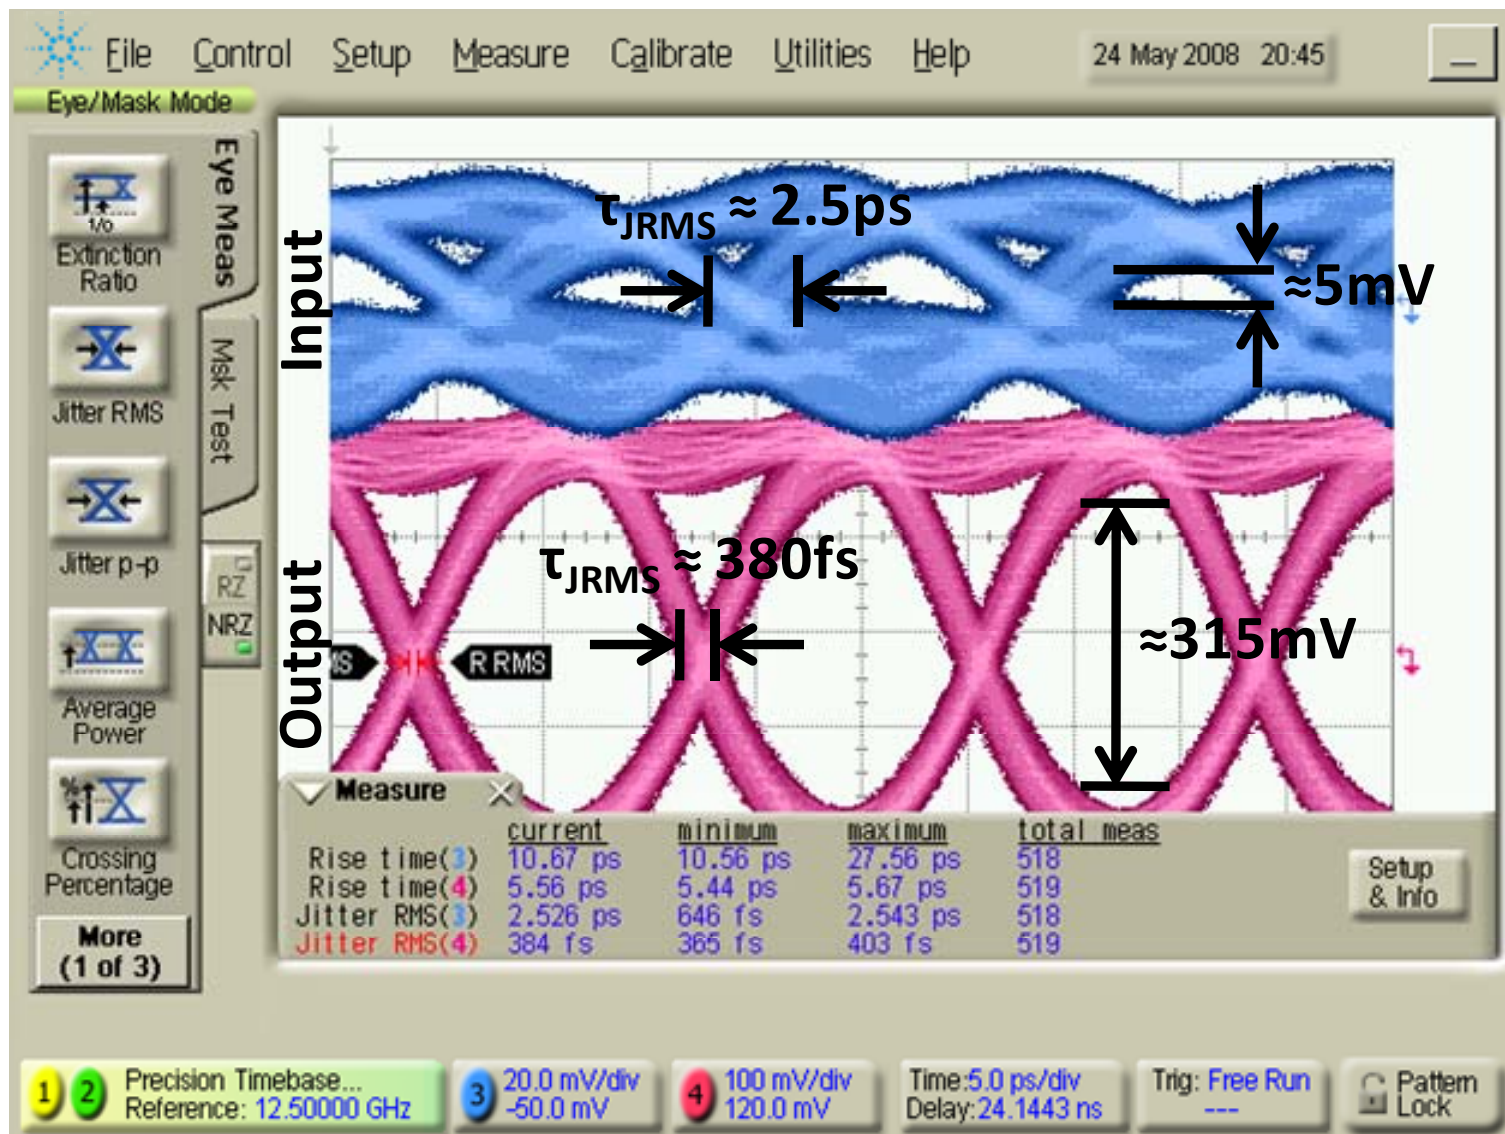 File Control Setup Measure Calibrate Utilities Help 24 May 2008 20:45
Eye/Mask Mode
Eye Meas
Msk Test
1/0
Extinction
Ratio
Jitter RMS
Jitter p-p
RZ
NRZ
Average
Power
%
Crossing
Percentage
More
(1 of 3)
Input
τJRMS ≈ 2.5ps
≈5mV
Output
τJRMS ≈ 380fs
≈315mV
R RMS
Measure
current minimum maximum total meas
Rise time(3) 10.67 ps 10.56 ps 27.56 ps 518
Rise time(4) 5.56 ps 5.44 ps 5.67 ps 519
Jitter RMS(3) 2.526 ps 646 fs 2.543 ps 518
Jitter RMS(4) 384 fs 365 fs 403 fs 519
Setup
& Info
1 2 Precision Timebase...
Reference: 12.50000 GHz
3 20.0 mV/div
-50.0 mV
4 100 mV/div
120.0 mV
Time:5.0 ps/div
Delay:24.1443 ns
Trig: Free Run
---
Pattern
Lock